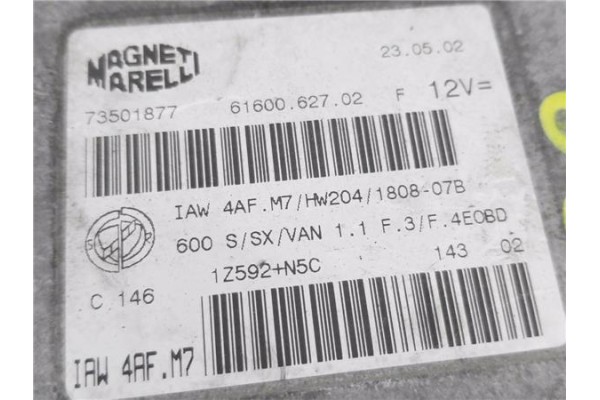 MAGNETI MARELLI
23.05.02
73501877 61600.627.02 F 12V=
IAW 4AF.M7/HW204/1808-07B
600 S/SX/VAN 1.1 F.3/F.4EOBD
1Z592+N5C 143 02
C 146
IAW 4AF.M7